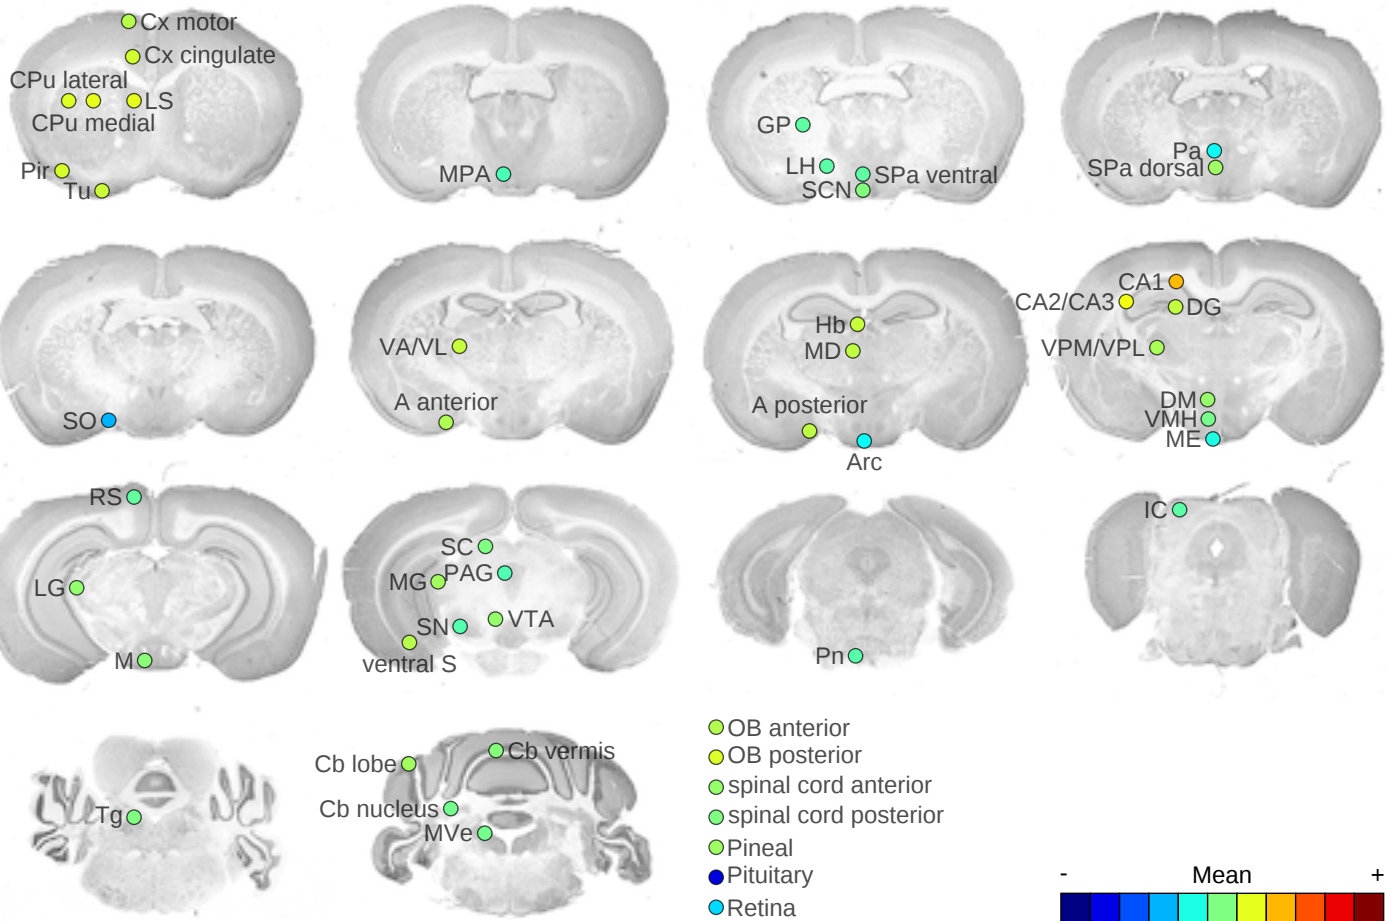 Cx motor
Cx cingulate
CPu lateral
LS
CPu medial
Pir
Tu
MPA
GP
LH
SPa ventral
SCN
Pa
SPa dorsal
SO
VA/VL
A anterior
Hb
MD
A posterior
Arc
CA1
CA2/CA3
DG
VPM/VPL
DM
VMH
ME
RS
LG
M
SC
MG
PAG
SN
VTA
ventral S
Pn
IC
Tg
Cb lobe
Cb vermis
Cb nucleus
MVe
OB anterior
OB posterior
spinal cord anterior
spinal cord posterior
Pineal
Pituitary
Retina
- Mean +